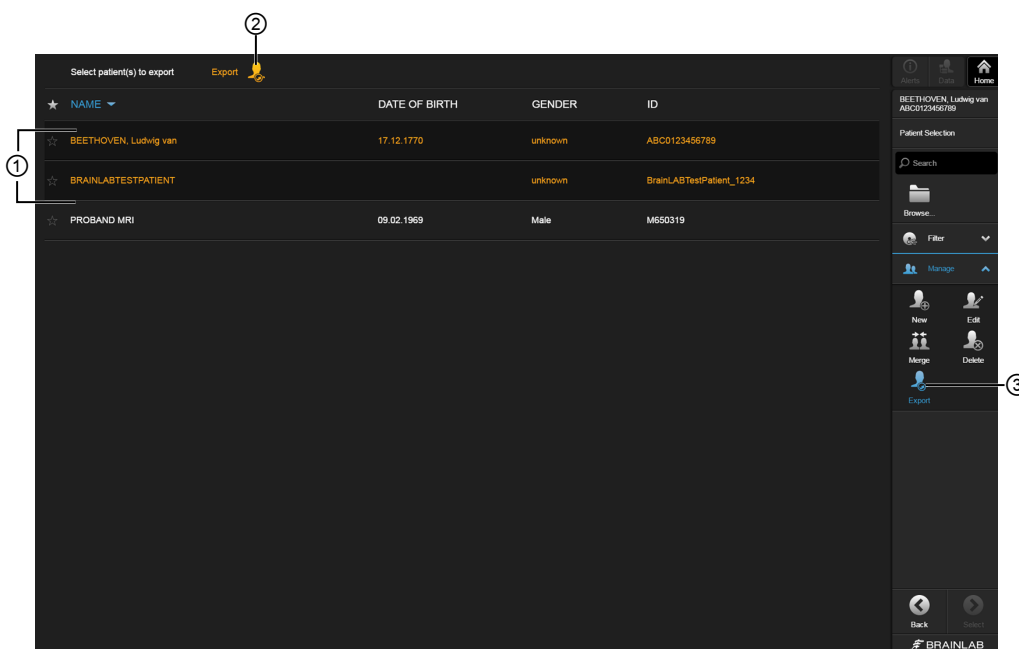 ②
Select patient(s) to export Export
Alerts Data Home
★ NAME DATE OF BIRTH GENDER ID
BEETHOVEN, Ludwig van
ABC0123456789
①
BEETHOVEN, Ludwig van 17.12.1770 unknown ABC0123456789
BRAINLABTESTPATIENT unknown BrainLABTestPatient_1234
PROBAND MRI 09.02.1969 Male M650319
Patient Selection
Search
Browse...
Filter
Manage
New Edit
Merge Delete
③
Export
Back Select
BRAINLAB